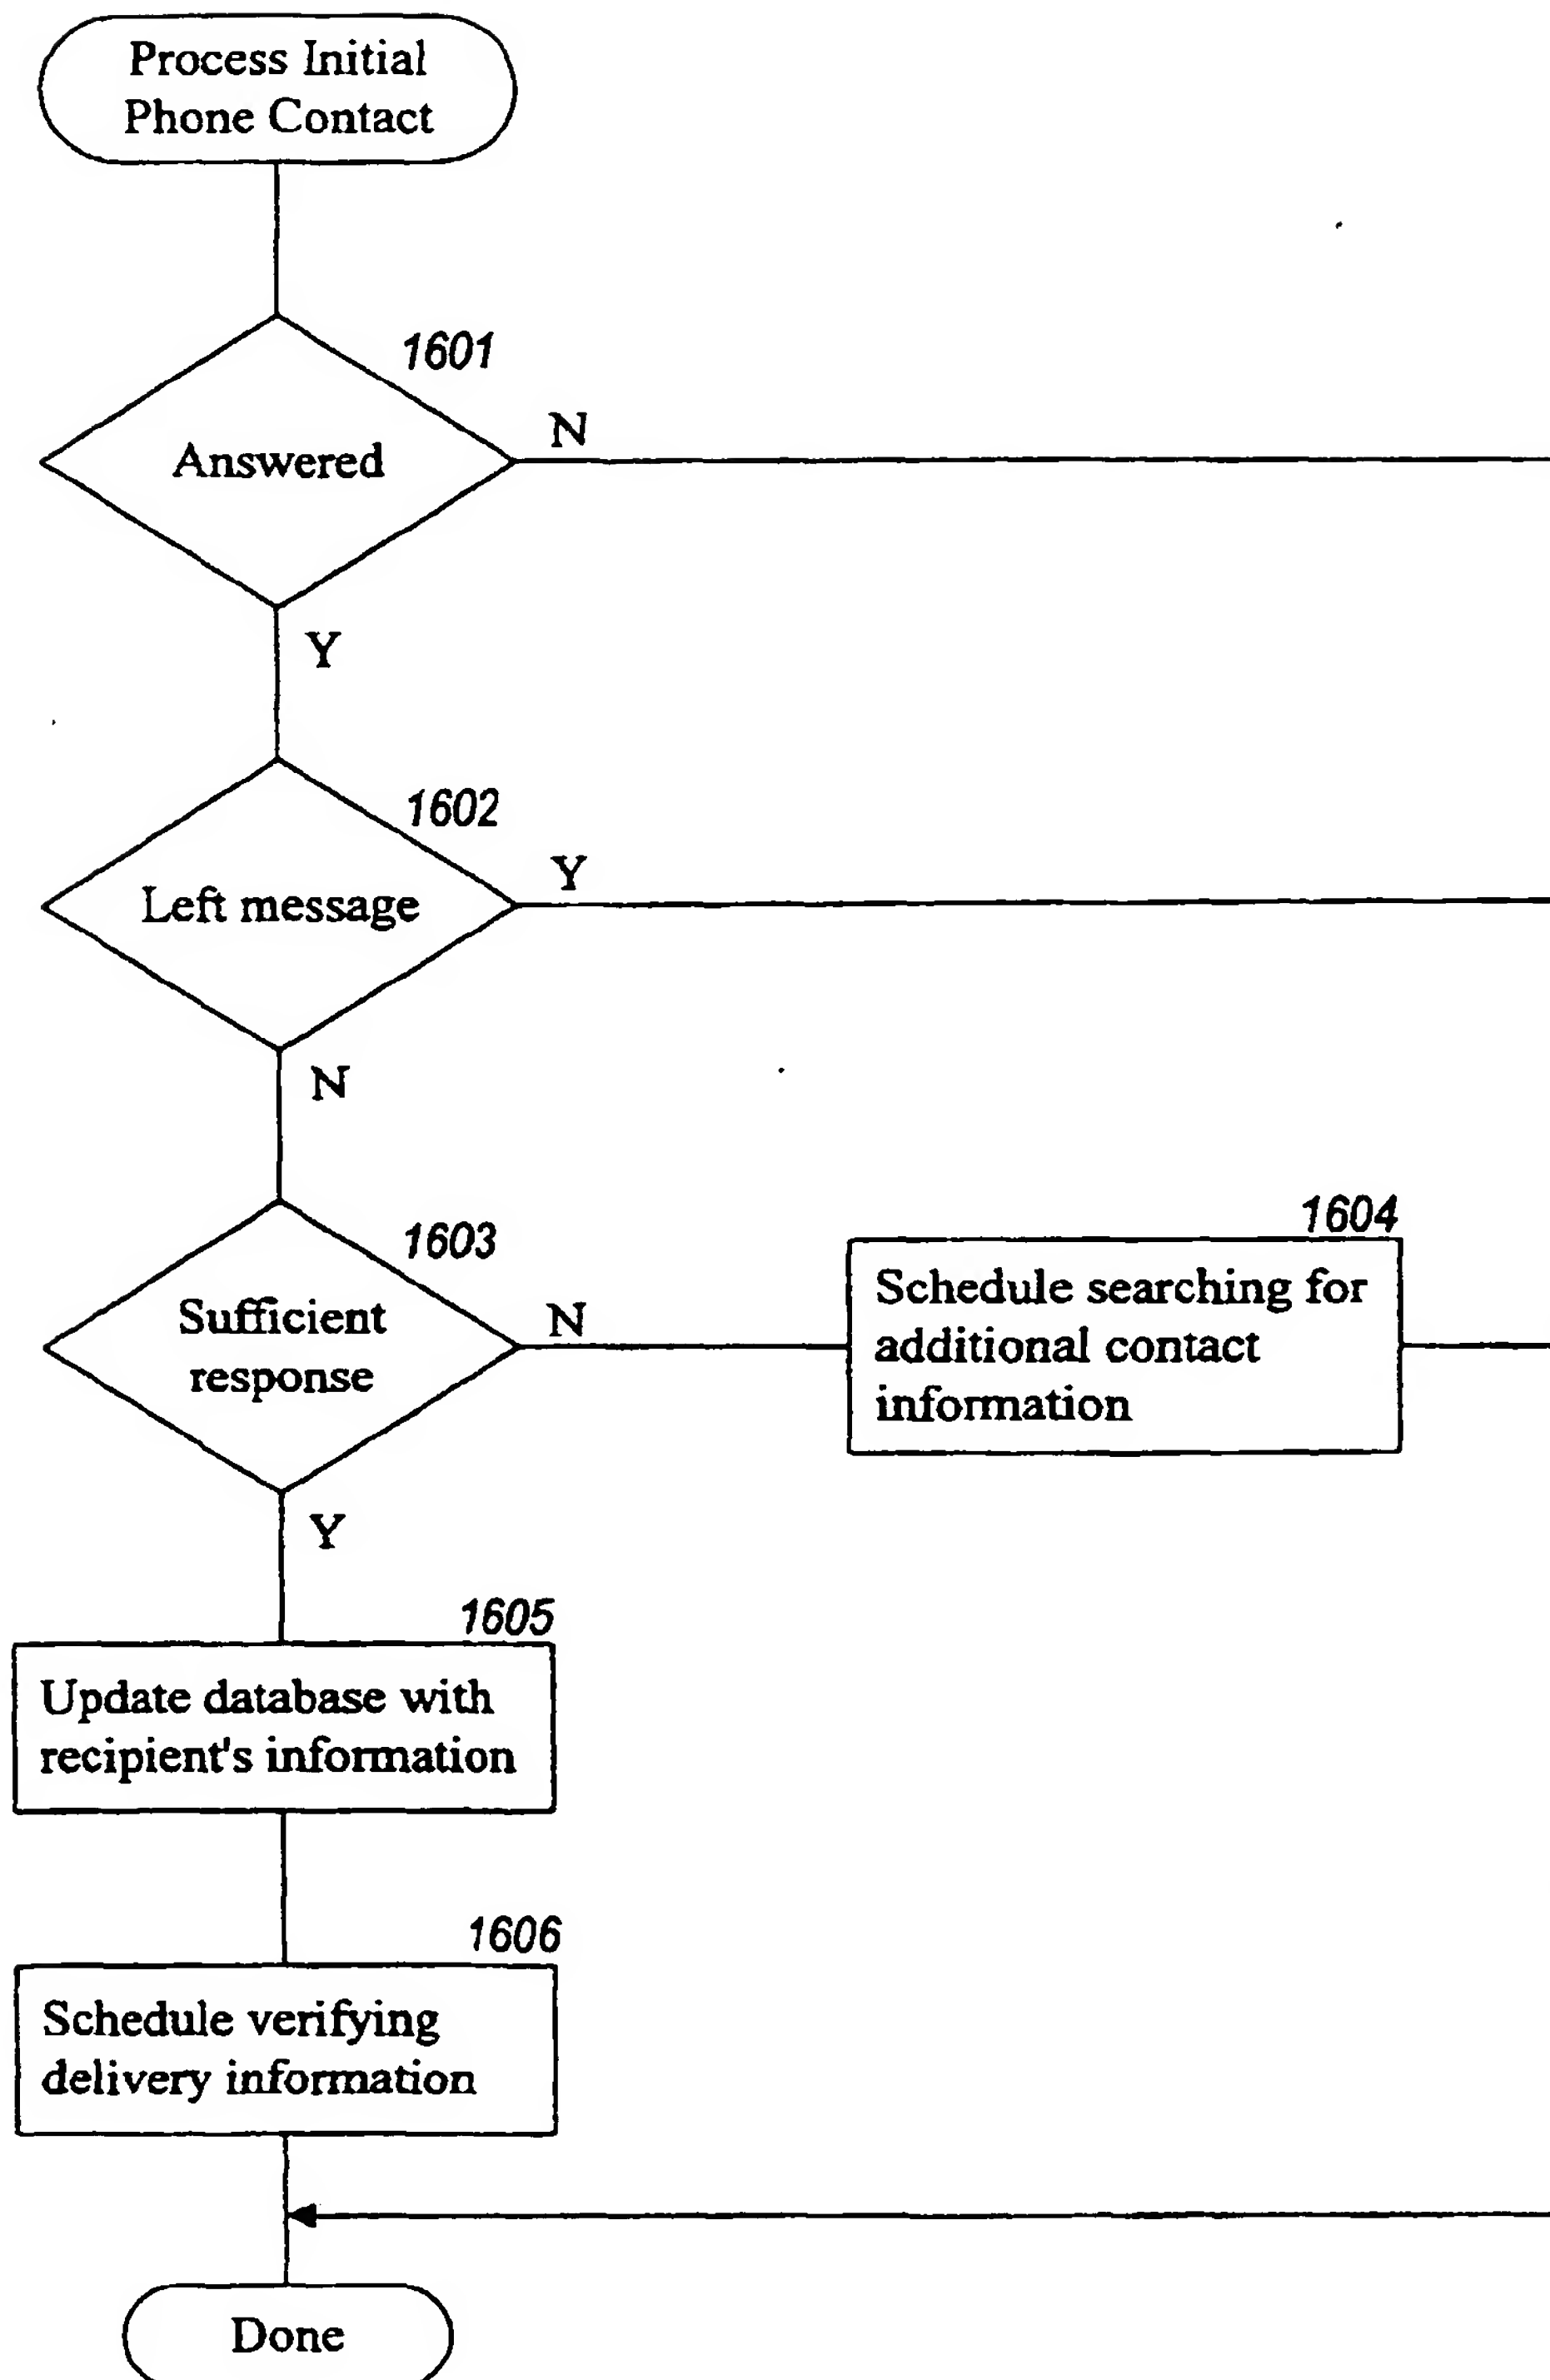 Process Initial
Phone Contact
1601
Answered
N
Y
1602
Left message
Y
N
1603
Sufficient
response
N
1604
Schedule searching for
additional contact
information
Y
1605
Update database with
recipient's information
1606
Schedule verifying
delivery information
Done